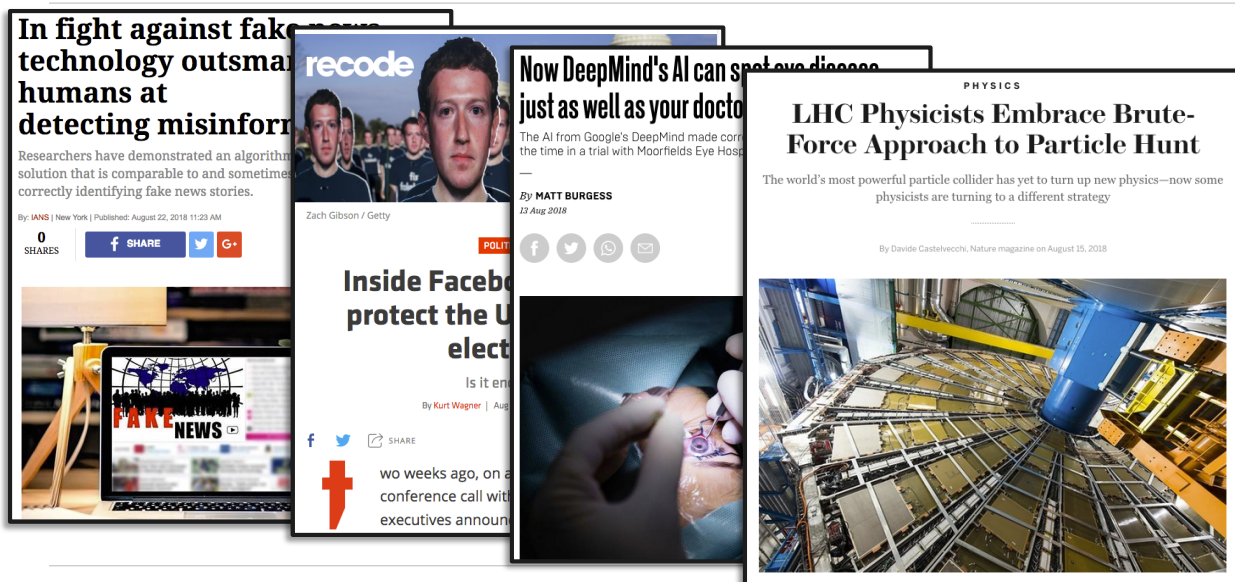 In fight against fake news
technology outsmar
humans at
detecting misinforr
Researchers have demonstrated an algorithm
solution that is comparable to and sometimes
correctly identifying fake news stories.
By: IANS | New York | Published: August 22, 2018 11:23 AM
0
SHARES
SHARE
G+
FAKE
NEWS
recode
Zach Gibson / Getty
POLIT
Inside Facebo
protect the U
elect
Is it en
By Kurt Wagner | Aug
SHARE
two weeks ago, on a
conference call with
executives announ
Now DeepMind's AI can spot eye disease
just as well as your docto
The AI from Google's DeepMind made corr
the time in a trial with Moorfields Eye Hosp
By MATT BURGESS
13 Aug 2018
PHYSICS
LHC Physicists Embrace Brute-
Force Approach to Particle Hunt
The world's most powerful particle collider has yet to turn up new physics—now some
physicists are turning to a different strategy
By Davide Castelvecchi, Nature magazine on August 15, 2018